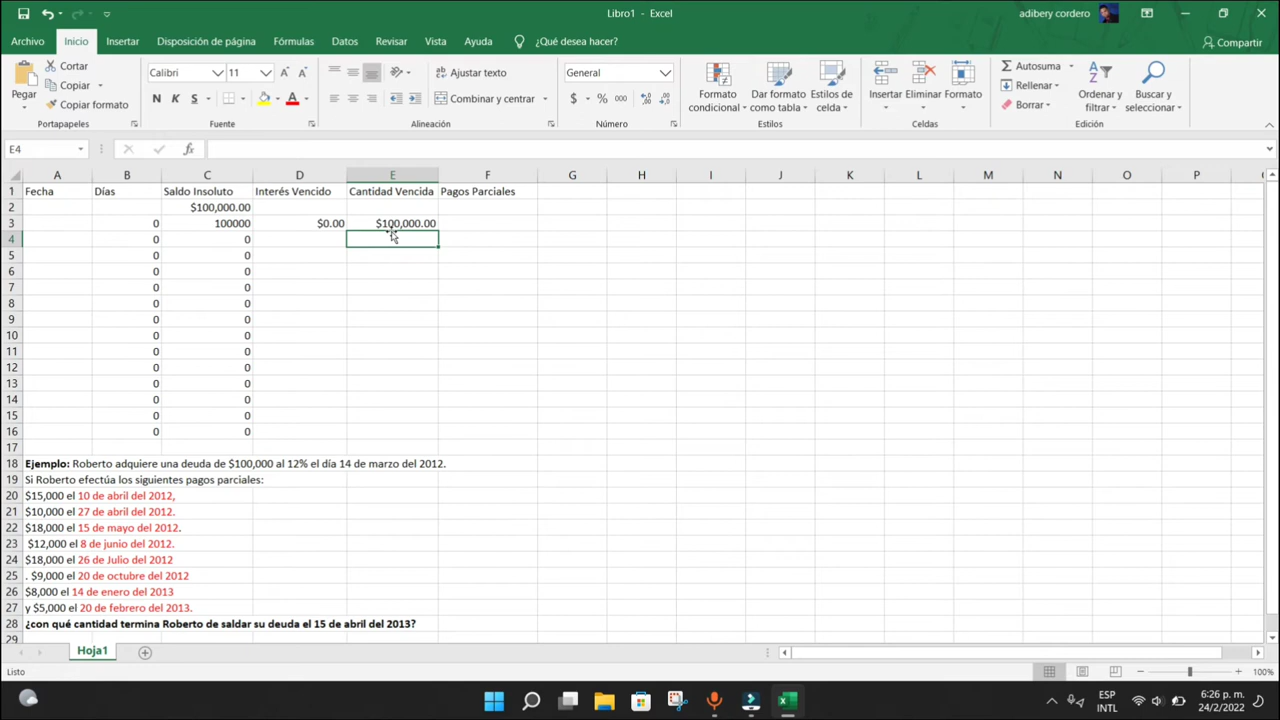 Libro1 - Excel
adibery cordero
Archivo Inicio Insertar Disposición de página Fórmulas Datos Revisar Vista Ayuda ¿Qué desea hacer? Compartir
Pegar
Cortar
Copiar
Copiar formato
Portapapeles
Calibri 11
N K S
Fuente
Ajustar texto
Combinar y centrar
Alineación
General
$ % 000
Número
Formato condicional
Dar formato como tabla
Estilos de celda
Estilos
Insertar Eliminar Formato
Celdas
Autosuma
Rellenar
Borrar
Ordenar y filtrar
Buscar y seleccionar
Edición
E4 fx
A B C D E F G H I J K L M N O P
1 Fecha Días Saldo Insoluto Interés Vencido Cantidad Vencida Pagos Parciales
2 $100,000.00
3 0 100000 $0.00 $100,000.00
4 0 0
5 0 0
6 0 0
7 0 0
8 0 0
9 0 0
10 0 0
11 0 0
12 0 0
13 0 0
14 0 0
15 0 0
16 0 0
17
18 Ejemplo: Roberto adquiere una deuda de $100,000 al 12% el día 14 de marzo del 2012.
19 Si Roberto efectúa los siguientes pagos parciales:
20 $15,000 el 10 de abril del 2012,
21 $10,000 el 27 de abril del 2012.
22 $18,000 el 15 de mayo del 2012.
23 $12,000 el 8 de junio del 2012.
24 $18,000 el 26 de Julio del 2012
25 . $9,000 el 20 de octubre del 2012
26 $8,000 el 14 de enero del 2013
27 y $5,000 el 20 de febrero del 2013.
28 ¿con qué cantidad termina Roberto de saldar su deuda el 15 de abril del 2013?
29
Hoja1
Listo
100%
ESP
INTL
6:26 p. m.
24/2/2022